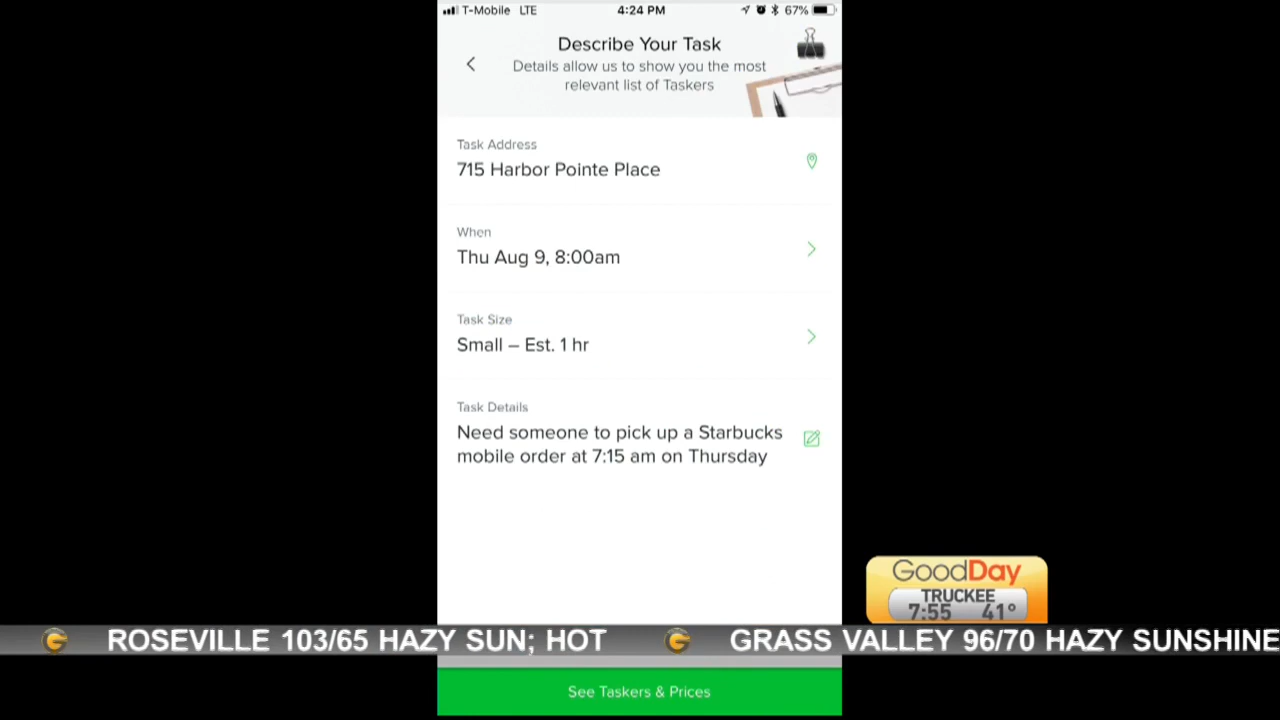 T-Mobile LTE 4:24 PM 67%
Describe Your Task
Details allow us to show you the most
relevant list of Taskers
Task Address
715 Harbor Pointe Place
When
Thu Aug 9, 8:00am
Task Size
Small – Est. 1 hr
Task Details
Need someone to pick up a Starbucks
mobile order at 7:15 am on Thursday
GoodDay
TRUCKEE
7:55 41°
ROSEVILLE 103/65 HAZY SUN; HOT GRASS VALLEY 96/70 HAZY SUNSHINE
See Taskers & Prices